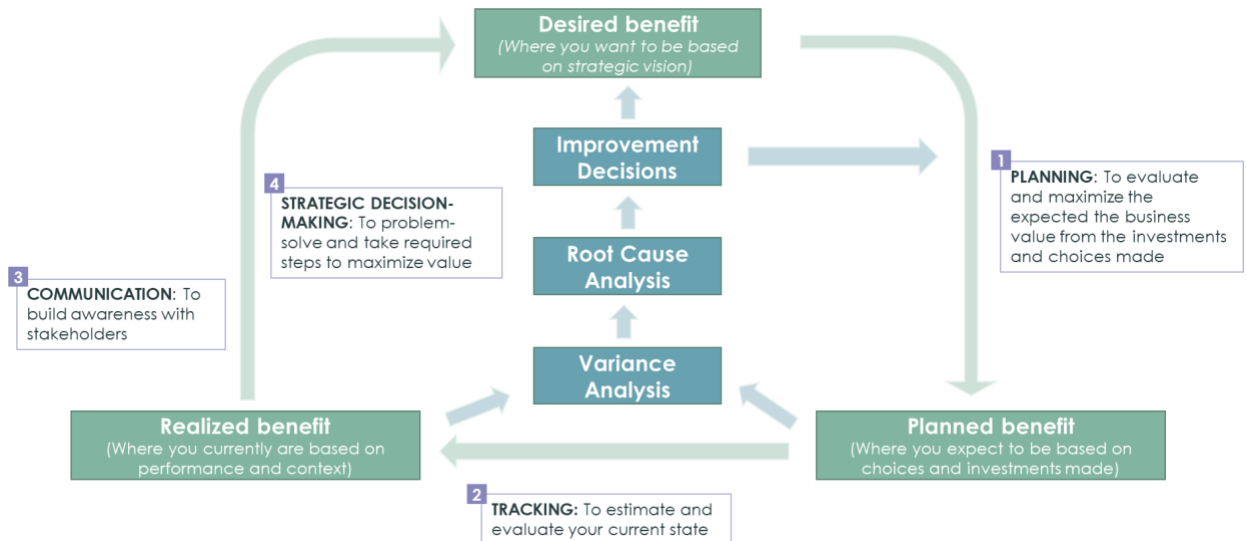 Desired benefit
(Where you want to be based
on strategic vision)
Improvement
Decisions
1
PLANNING: To evaluate
and maximize the
expected the business
value from the investments
and choices made
4
STRATEGIC DECISION-
MAKING: To problem-
solve and take required
steps to maximize value
Root Cause
Analysis
3
COMMUNICATION: To
build awareness with
stakeholders
Variance
Analysis
Realized benefit
(Where you currently are based on
performance and context)
Planned benefit
(Where you expect to be based on
choices and investments made)
2
TRACKING: To estimate and
evaluate your current state